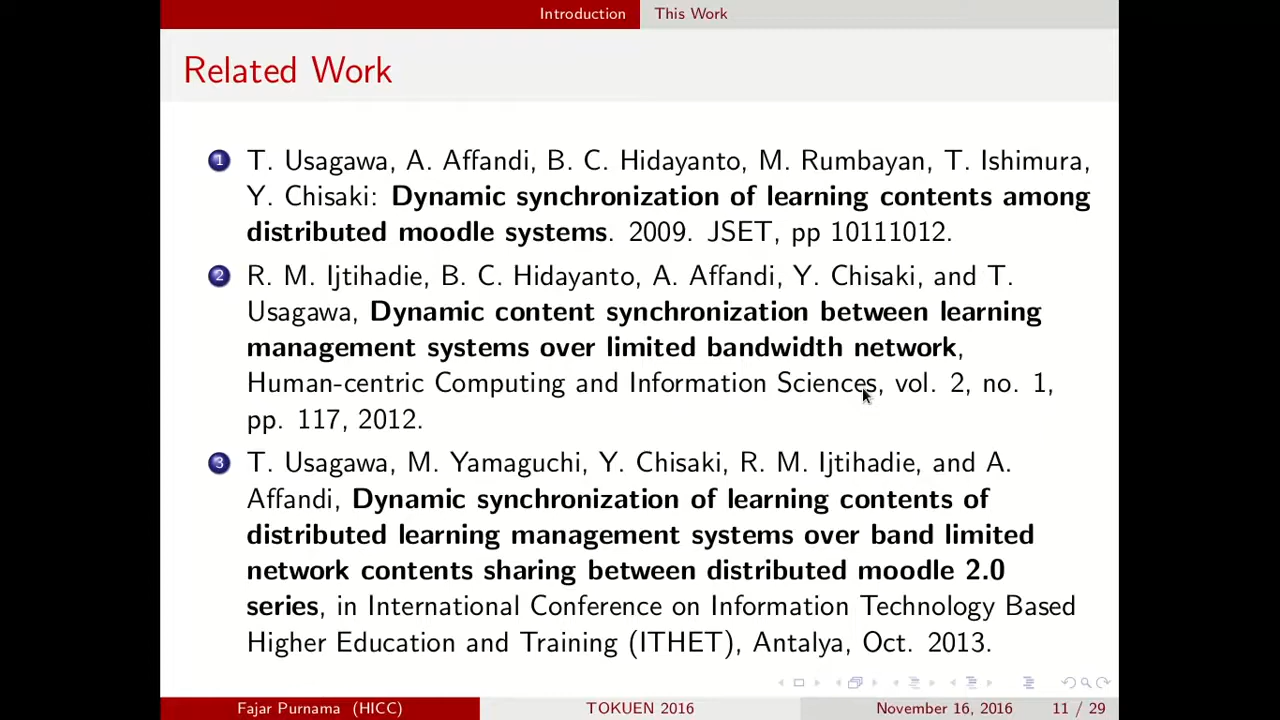 Introduction This Work
Related Work
1 T. Usagawa, A. Affandi, B. C. Hidayanto, M. Rumbayan, T. Ishimura,
Y. Chisaki: Dynamic synchronization of learning contents among
distributed moodle systems. 2009. JSET, pp 10111012.
2 R. M. Ijtihadie, B. C. Hidayanto, A. Affandi, Y. Chisaki, and T.
Usagawa, Dynamic content synchronization between learning
management systems over limited bandwidth network,
Human-centric Computing and Information Sciences, vol. 2, no. 1,
pp. 117, 2012.
3 T. Usagawa, M. Yamaguchi, Y. Chisaki, R. M. Ijtihadie, and A.
Affandi, Dynamic synchronization of learning contents of
distributed learning management systems over band limited
network contents sharing between distributed moodle 2.0
series, in International Conference on Information Technology Based
Higher Education and Training (ITHET), Antalya, Oct. 2013.
Fajar Purnama (HICC) TOKUEN 2016 November 16, 2016 11 / 29